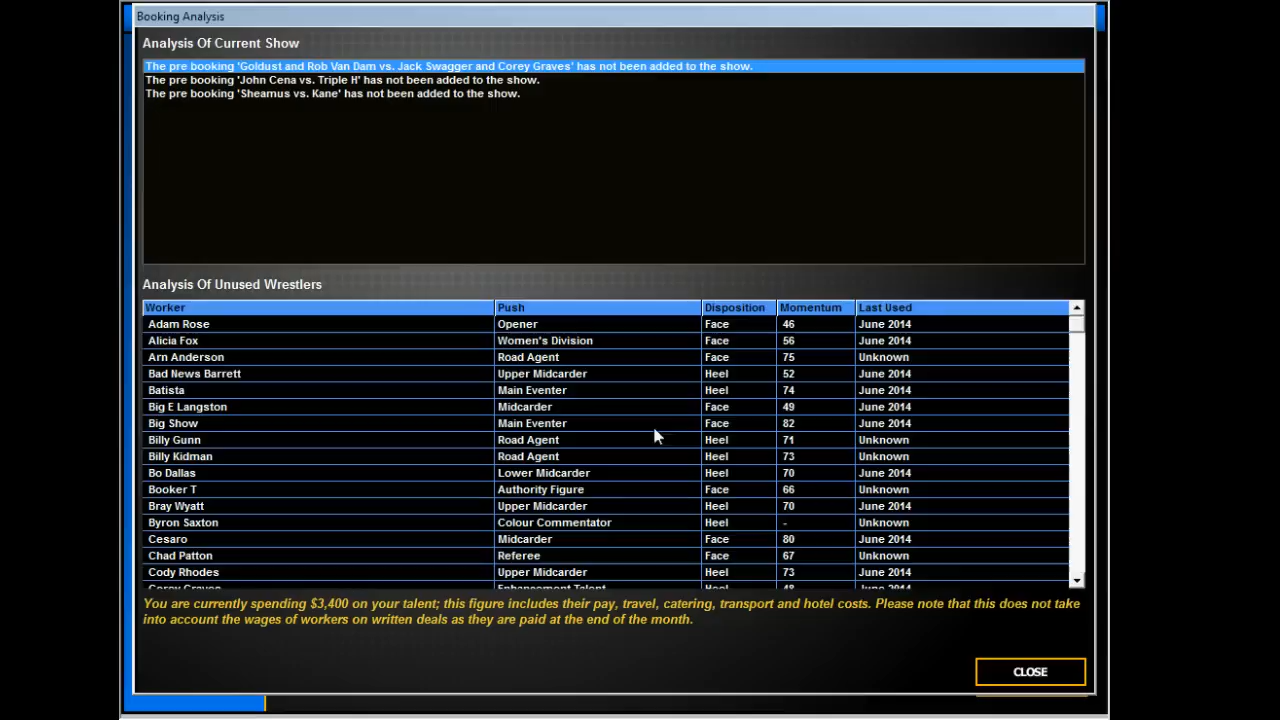 Booking Analysis
Analysis Of Current Show
The pre booking 'Goldust and Rob Van Dam vs. Jack Swagger and Corey Graves' has not been added to the show.
The pre booking 'John Cena vs. Triple H' has not been added to the show.
The pre booking 'Sheamus vs. Kane' has not been added to the show.
Analysis Of Unused Wrestlers
Worker Push Disposition Momentum Last Used
Adam Rose Opener Face 46 June 2014
Alicia Fox Women's Division Face 56 June 2014
Arn Anderson Road Agent Face 75 Unknown
Bad News Barrett Upper Midcarder Heel 52 June 2014
Batista Main Eventer Heel 74 June 2014
Big E Langston Midcarder Face 49 June 2014
Big Show Main Eventer Face 82 June 2014
Billy Gunn Road Agent Heel 71 Unknown
Billy Kidman Road Agent Heel 73 Unknown
Bo Dallas Lower Midcarder Heel 70 June 2014
Booker T Authority Figure Face 66 Unknown
Bray Wyatt Upper Midcarder Heel 70 June 2014
Byron Saxton Colour Commentator Heel - Unknown
Cesaro Midcarder Face 80 June 2014
Chad Patton Referee Face 67 Unknown
Cody Rhodes Upper Midcarder Heel 73 June 2014
Corey Graves Enhancement Talent Heel 48 June 2014
You are currently spending $3,400 on your talent; this figure includes their pay, travel, catering, transport and hotel costs. Please note that this does not take
into account the wages of workers on written deals as they are paid at the end of the month.
CLOSE